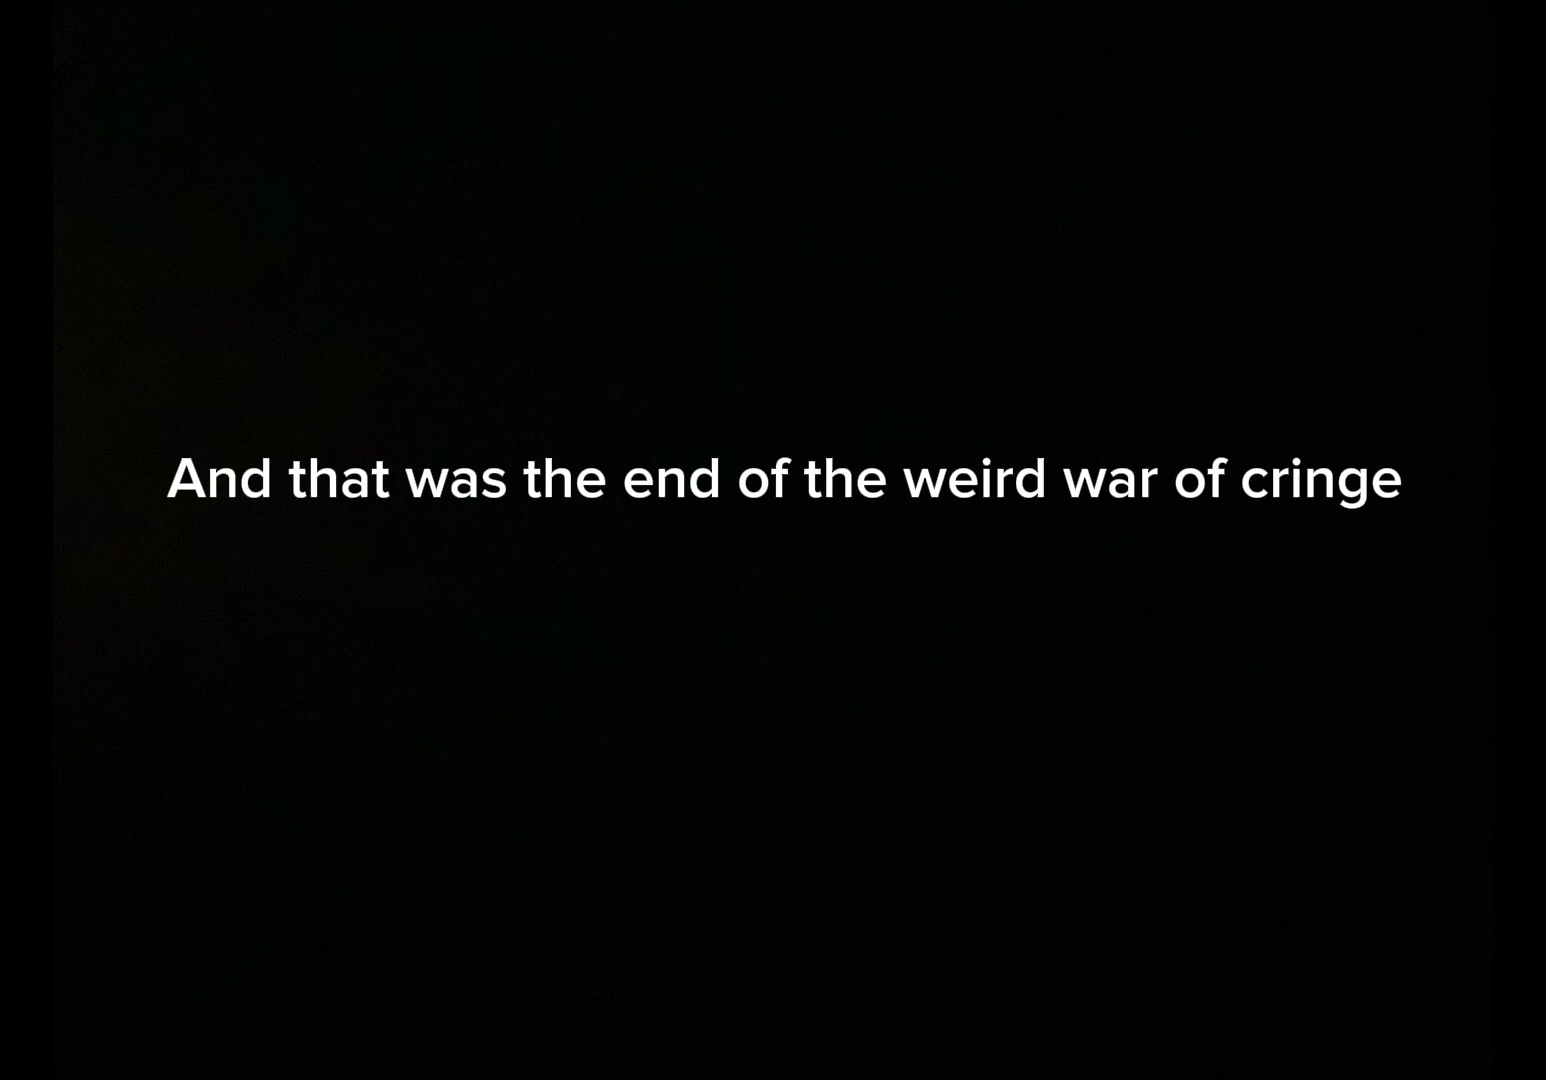 And that was the end of the weird war of cringe